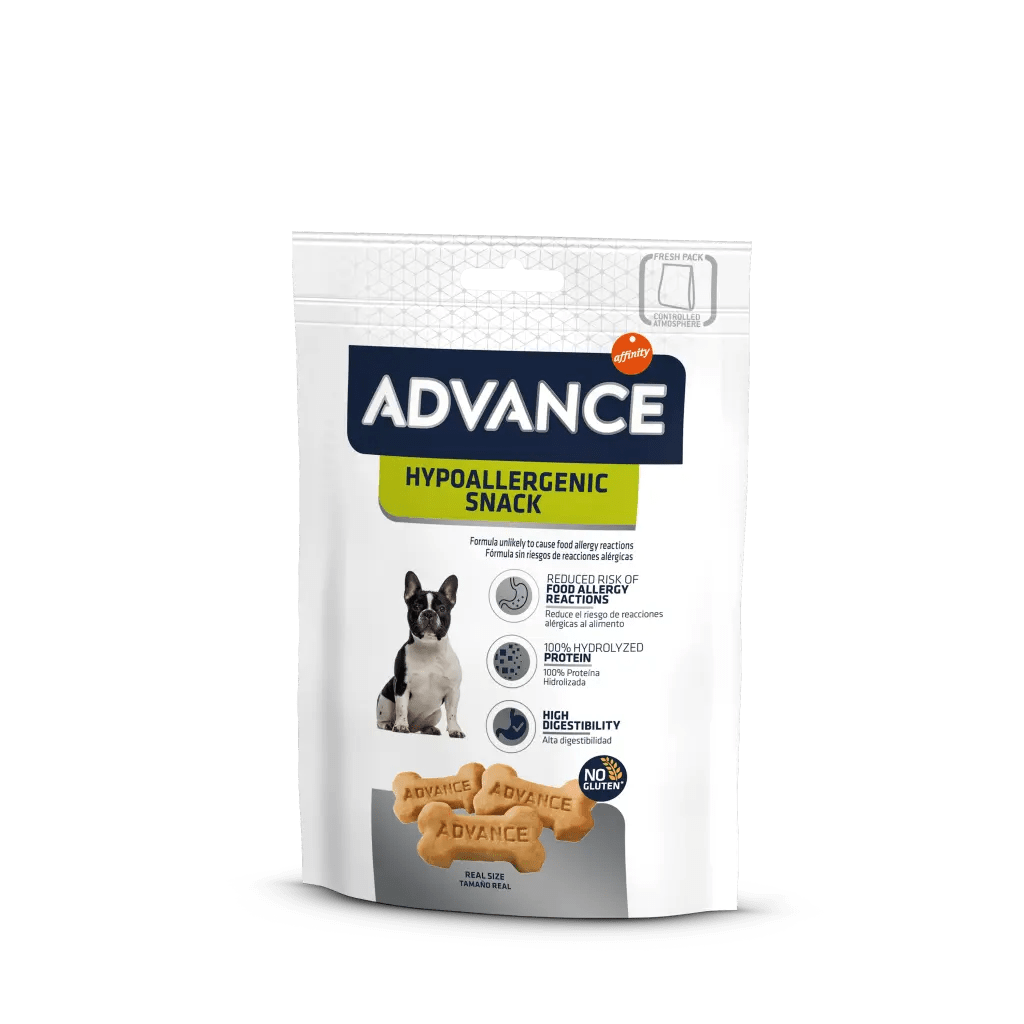 FRESH PACK
CONTROLLED
ATMOSPHERE
affinity
ADVANCE
HYPOALLERGENIC
SNACK
Formula unlikely to cause food allergy reactions
Fórmula sin riesgos de reacciones alérgicas
REDUCED RISK OF
FOOD ALLERGY
REACTIONS
Reduce el riesgo de reacciones
alérgicas al alimento
100% HYDROLYZED
PROTEIN
100% Proteína
Hidrolizada
HIGH
DIGESTIBILITY
Alta digestibilidad
NO
GLUTEN*
ADVANCE
ADVANCE
ADVANCE
REAL SIZE
TAMAÑO REAL